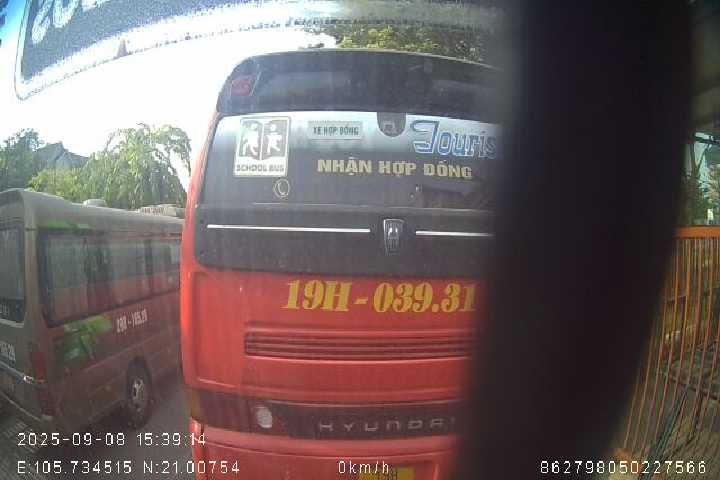 SCHOOL BUS
XE HỢP ĐỒNG
Touris
NHẬN HỢP ĐỒNG
19H-039.31
HYUNDAI
2025-09-08 15:39:14
E:105.734515 N:21.00754 0km/h 862798050227566